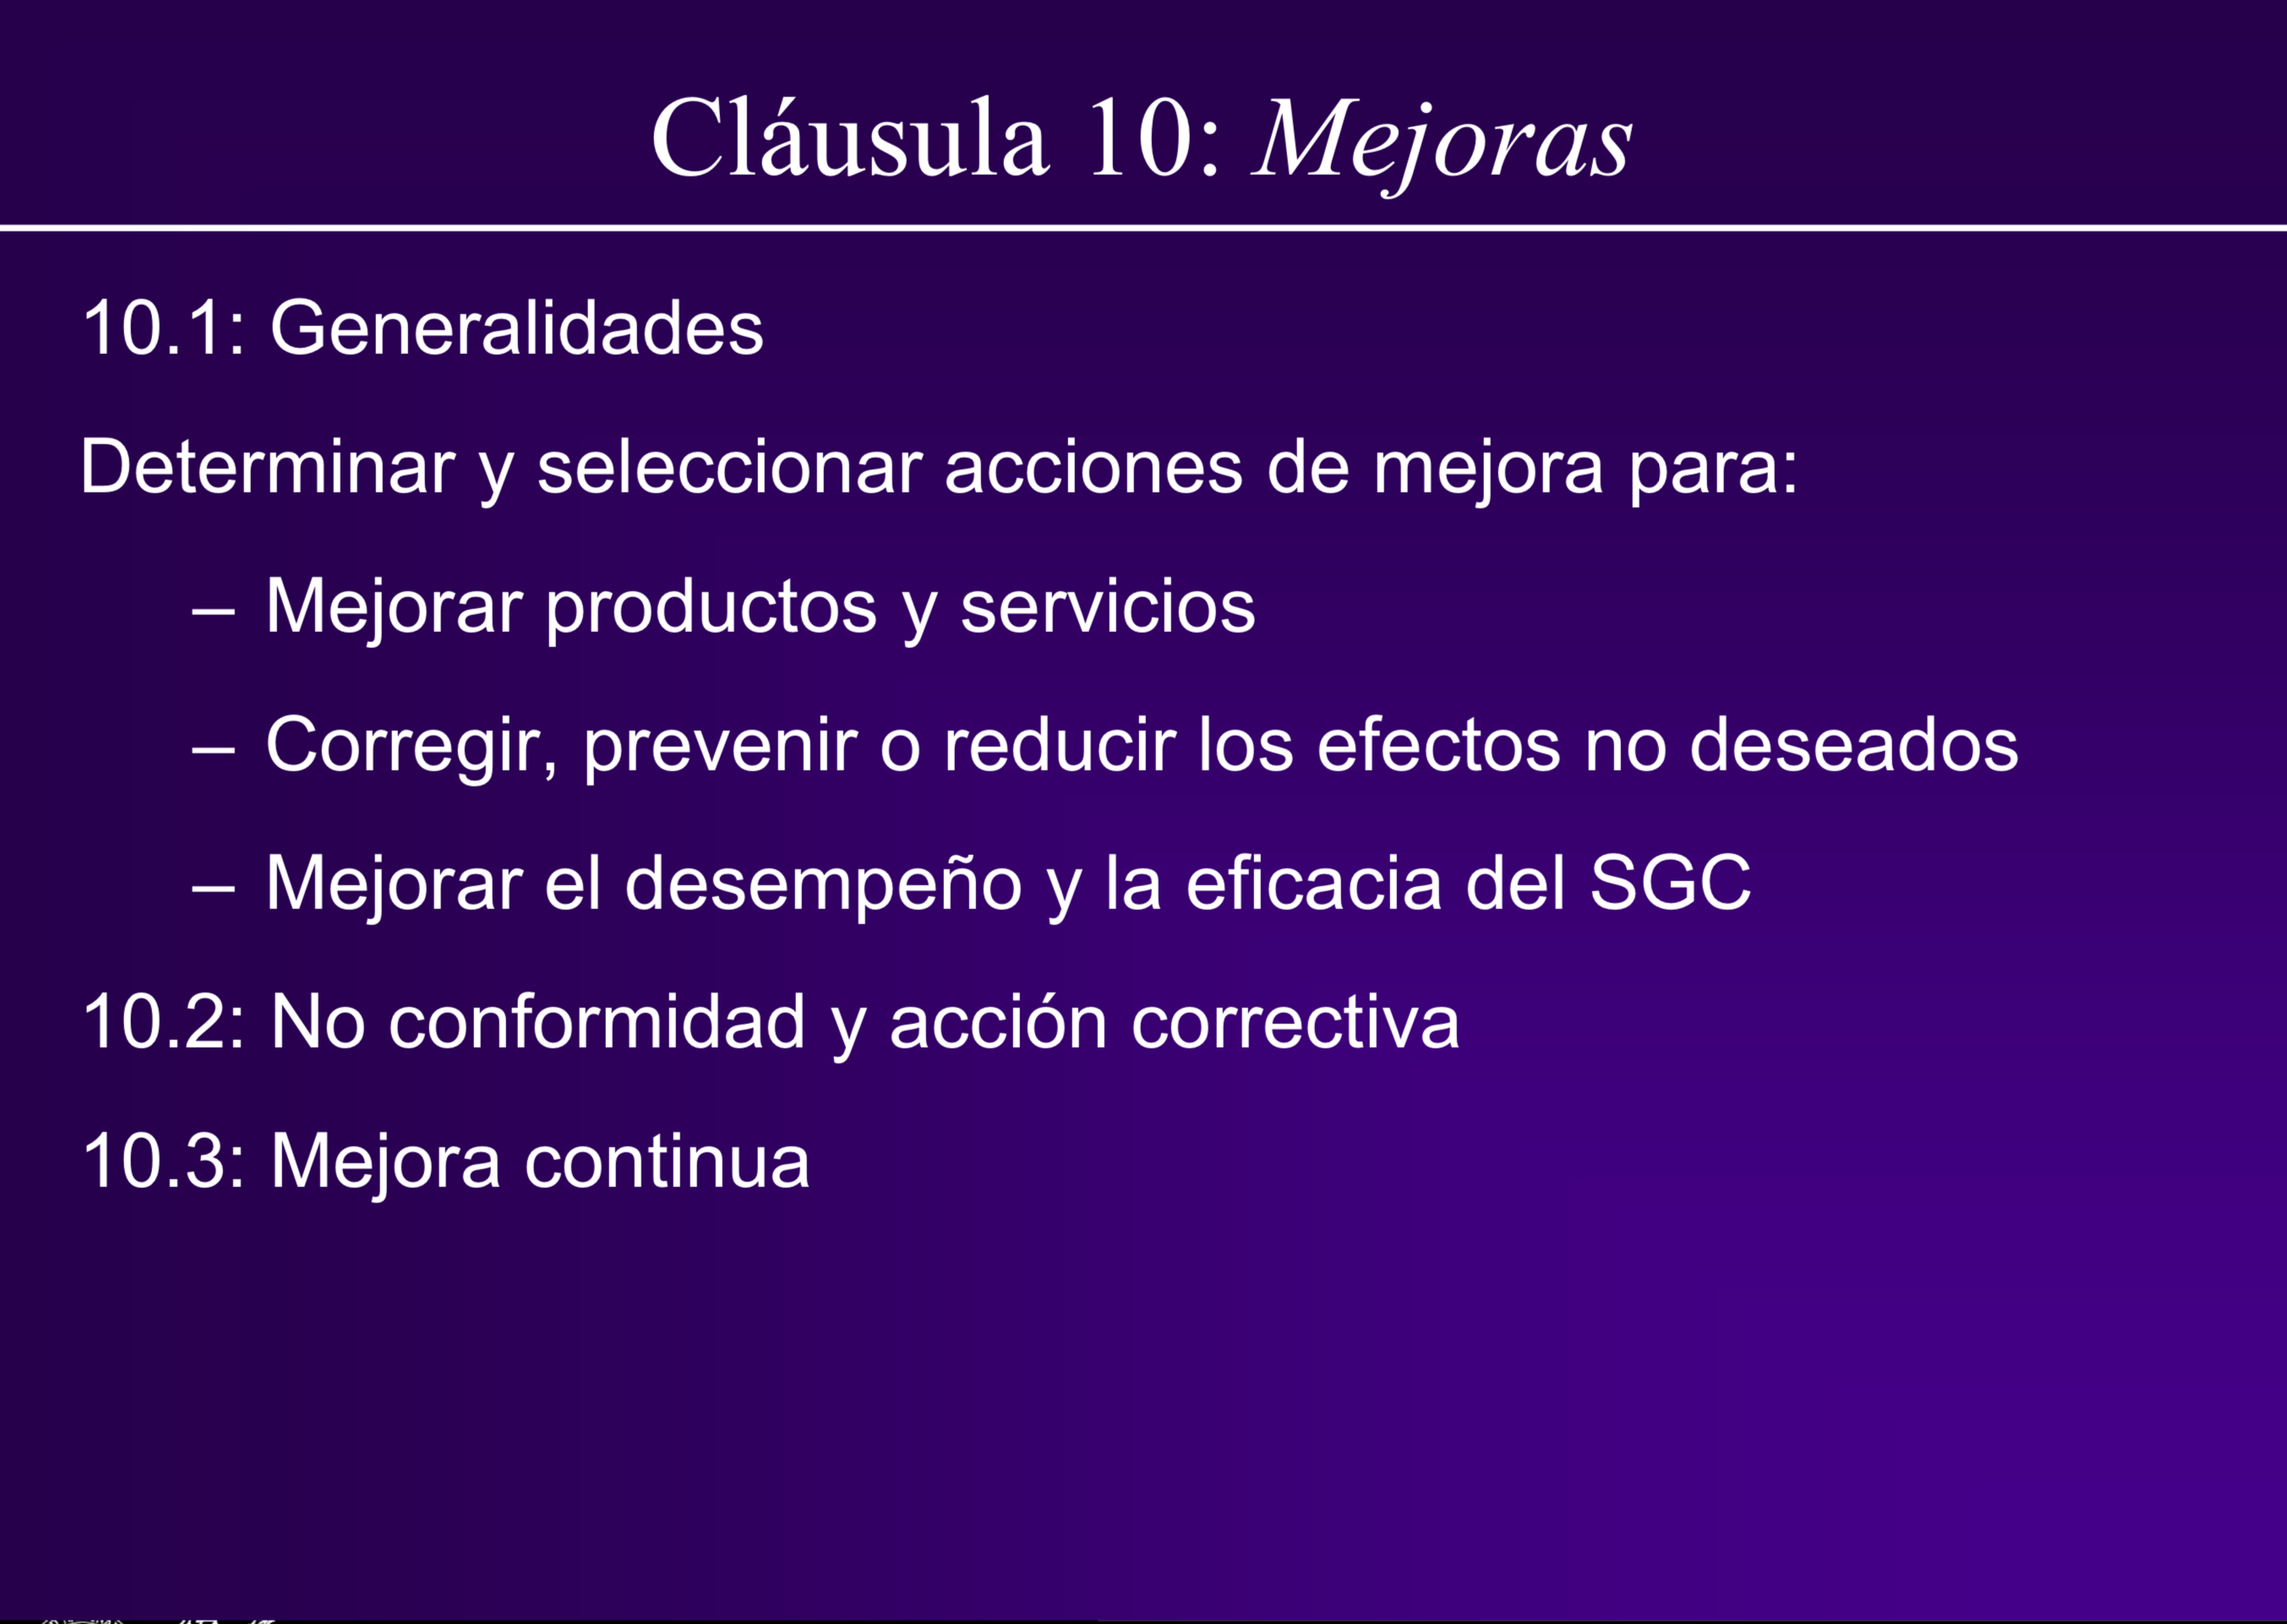 Cláusula 10: Mejoras
10.1: Generalidades
Determinar y seleccionar acciones de mejora para:
– Mejorar productos y servicios
– Corregir, prevenir o reducir los efectos no deseados
– Mejorar el desempeño y la eficacia del SGC
10.2: No conformidad y acción correctiva
10.3: Mejora continua